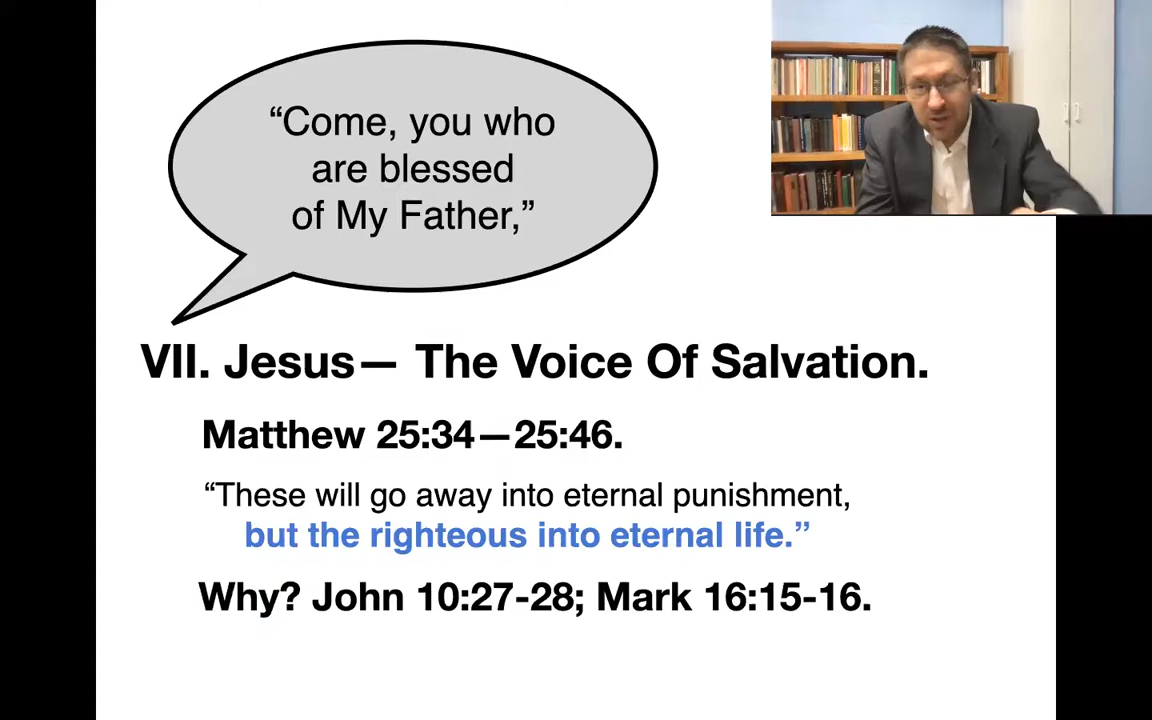 “Come, you who
are blessed
of My Father,”
VII. Jesus— The Voice Of Salvation.
Matthew 25:34—25:46.
“These will go away into eternal punishment,
but the righteous into eternal life.”
Why? John 10:27-28; Mark 16:15-16.